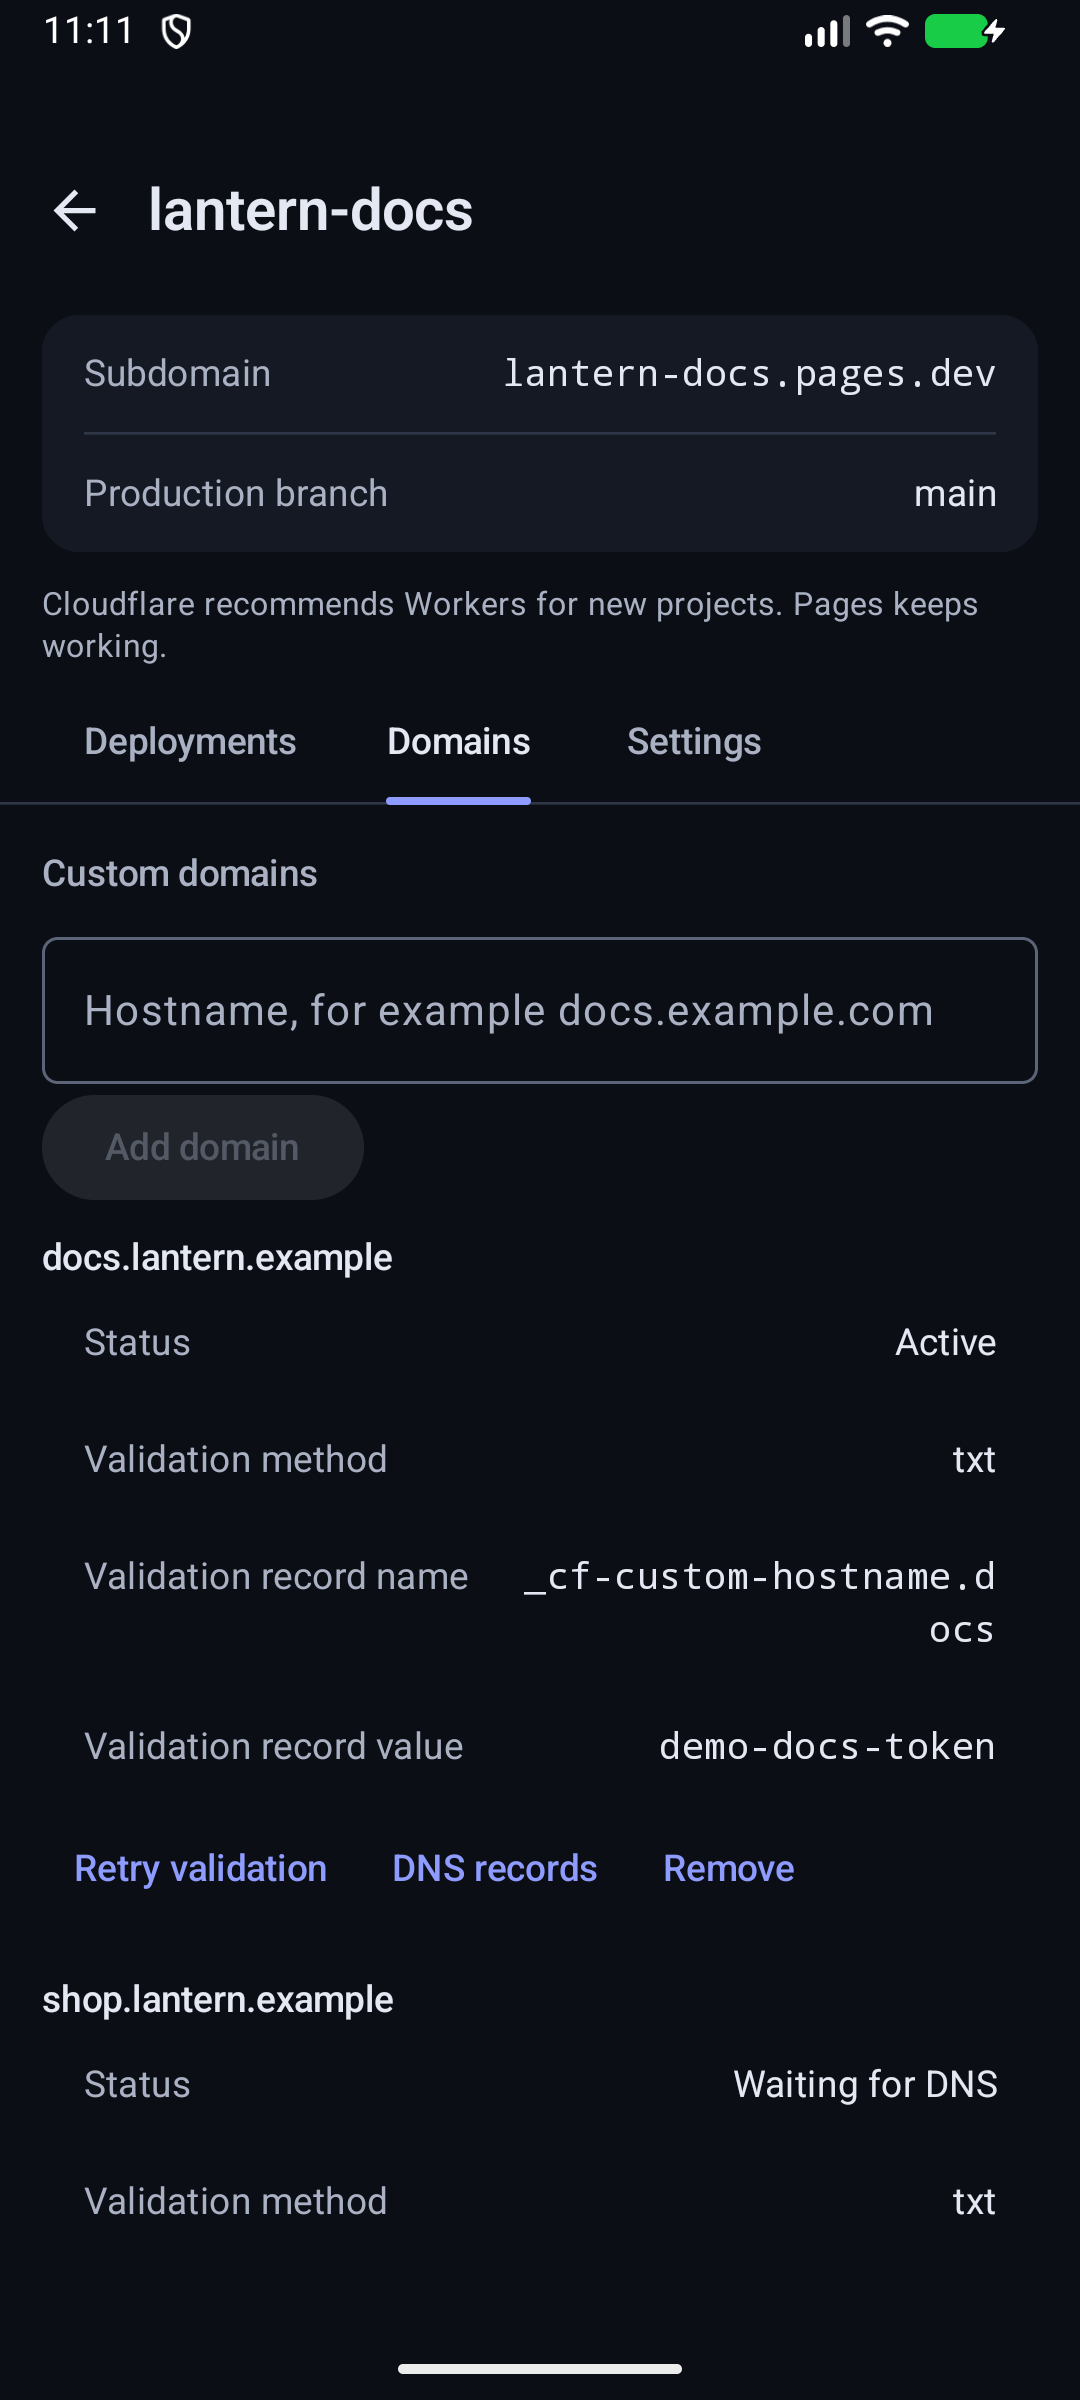 11:11
lantern-docs
Subdomain lantern-docs.pages.dev
Production branch main
Cloudflare recommends Workers for new projects. Pages keeps
working.
Deployments Domains Settings
Custom domains
Hostname, for example docs.example.com
Add domain
docs.lantern.example
Status Active
Validation method txt
Validation record name _cf-custom-hostname.d
ocs
Validation record value demo-docs-token
Retry validation DNS records Remove
shop.lantern.example
Status Waiting for DNS
Validation method txt